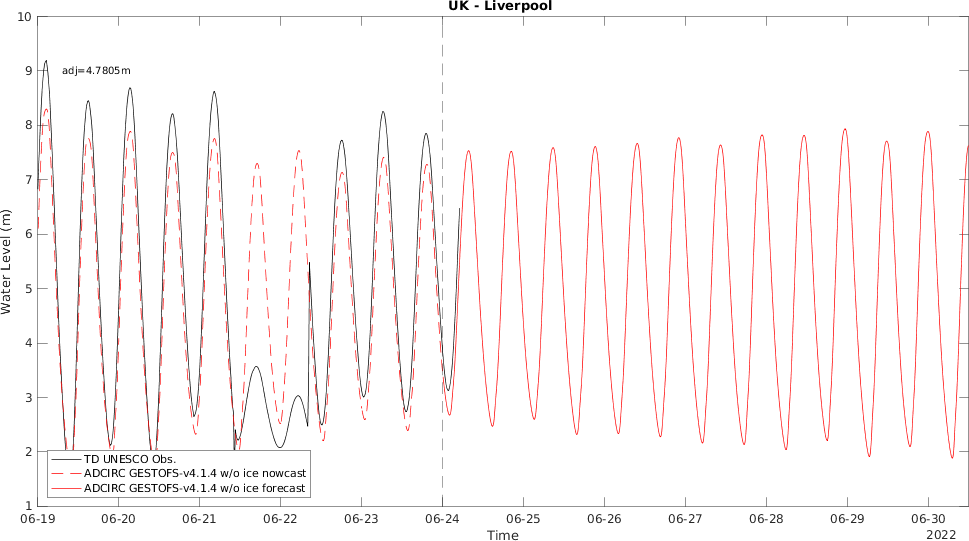 UK - Liverpool
10
9
8
7
6
5
4
3
2
1
Water Level (m)
adj=4.7805m
TD UNESCO Obs.
ADCIRC GESTOFS-v4.1.4 w/o ice nowcast
ADCIRC GESTOFS-v4.1.4 w/o ice forecast
06-19 06-20 06-21 06-22 06-23 06-24 06-25 06-26 06-27 06-28 06-29 06-30
Time
2022